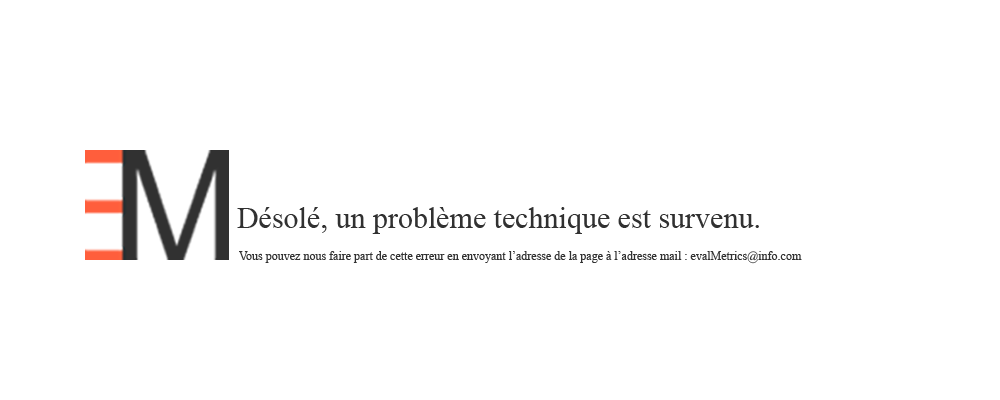 EM
Désolé, un problème technique est survenu.
Vous pouvez nous faire part de cette erreur en envoyant l’adresse de la page à l’adresse mail : evalMetrics@info.com